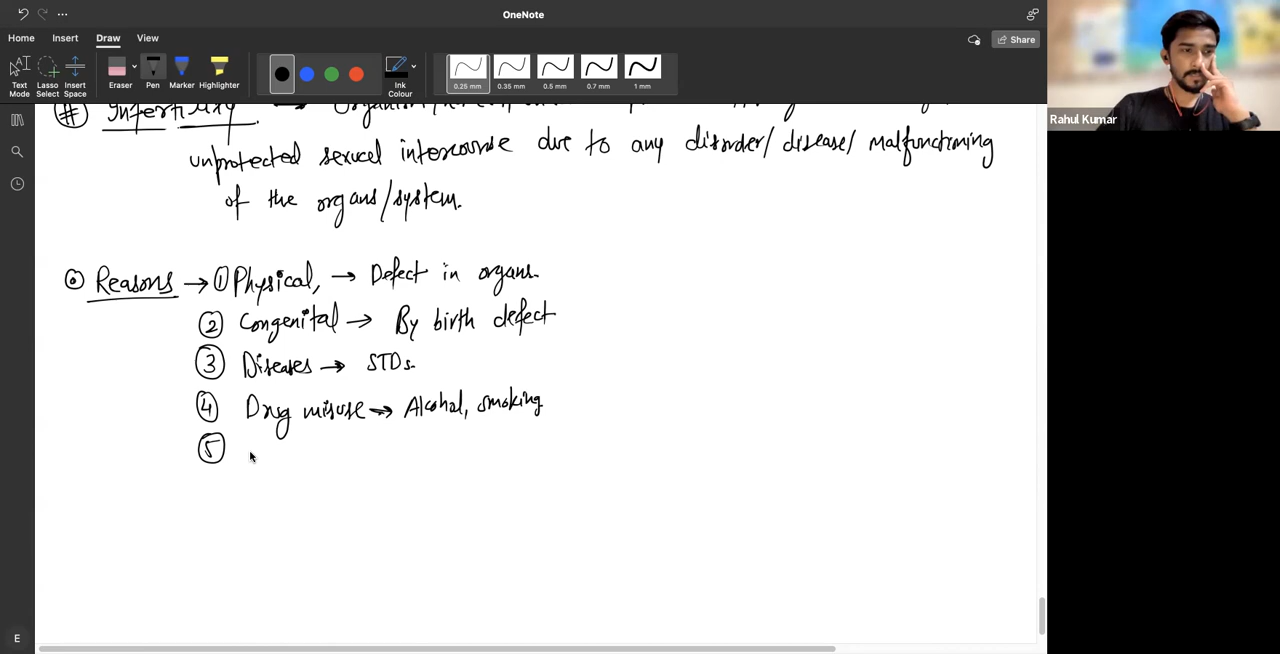 OneNote
Home Insert Draw View
Share
Text Mode
Lasso Select
Insert Space
Eraser
Pen
Marker
Highlighter
0.25 mm
0.35 mm
0.5 mm
0.7 mm
1 mm
Ink Colour
Rahul Kumar
# Infertility →
unprotected sexual intercourse due to any disorder/disease/malfunctioning
of the organs/system.
Reasons → ① Physical, → Defect in organs.
② Congenital → By birth defect
③ Diseases → STDs.
④ Drug misuse → Alcohol, smoking
⑤
E